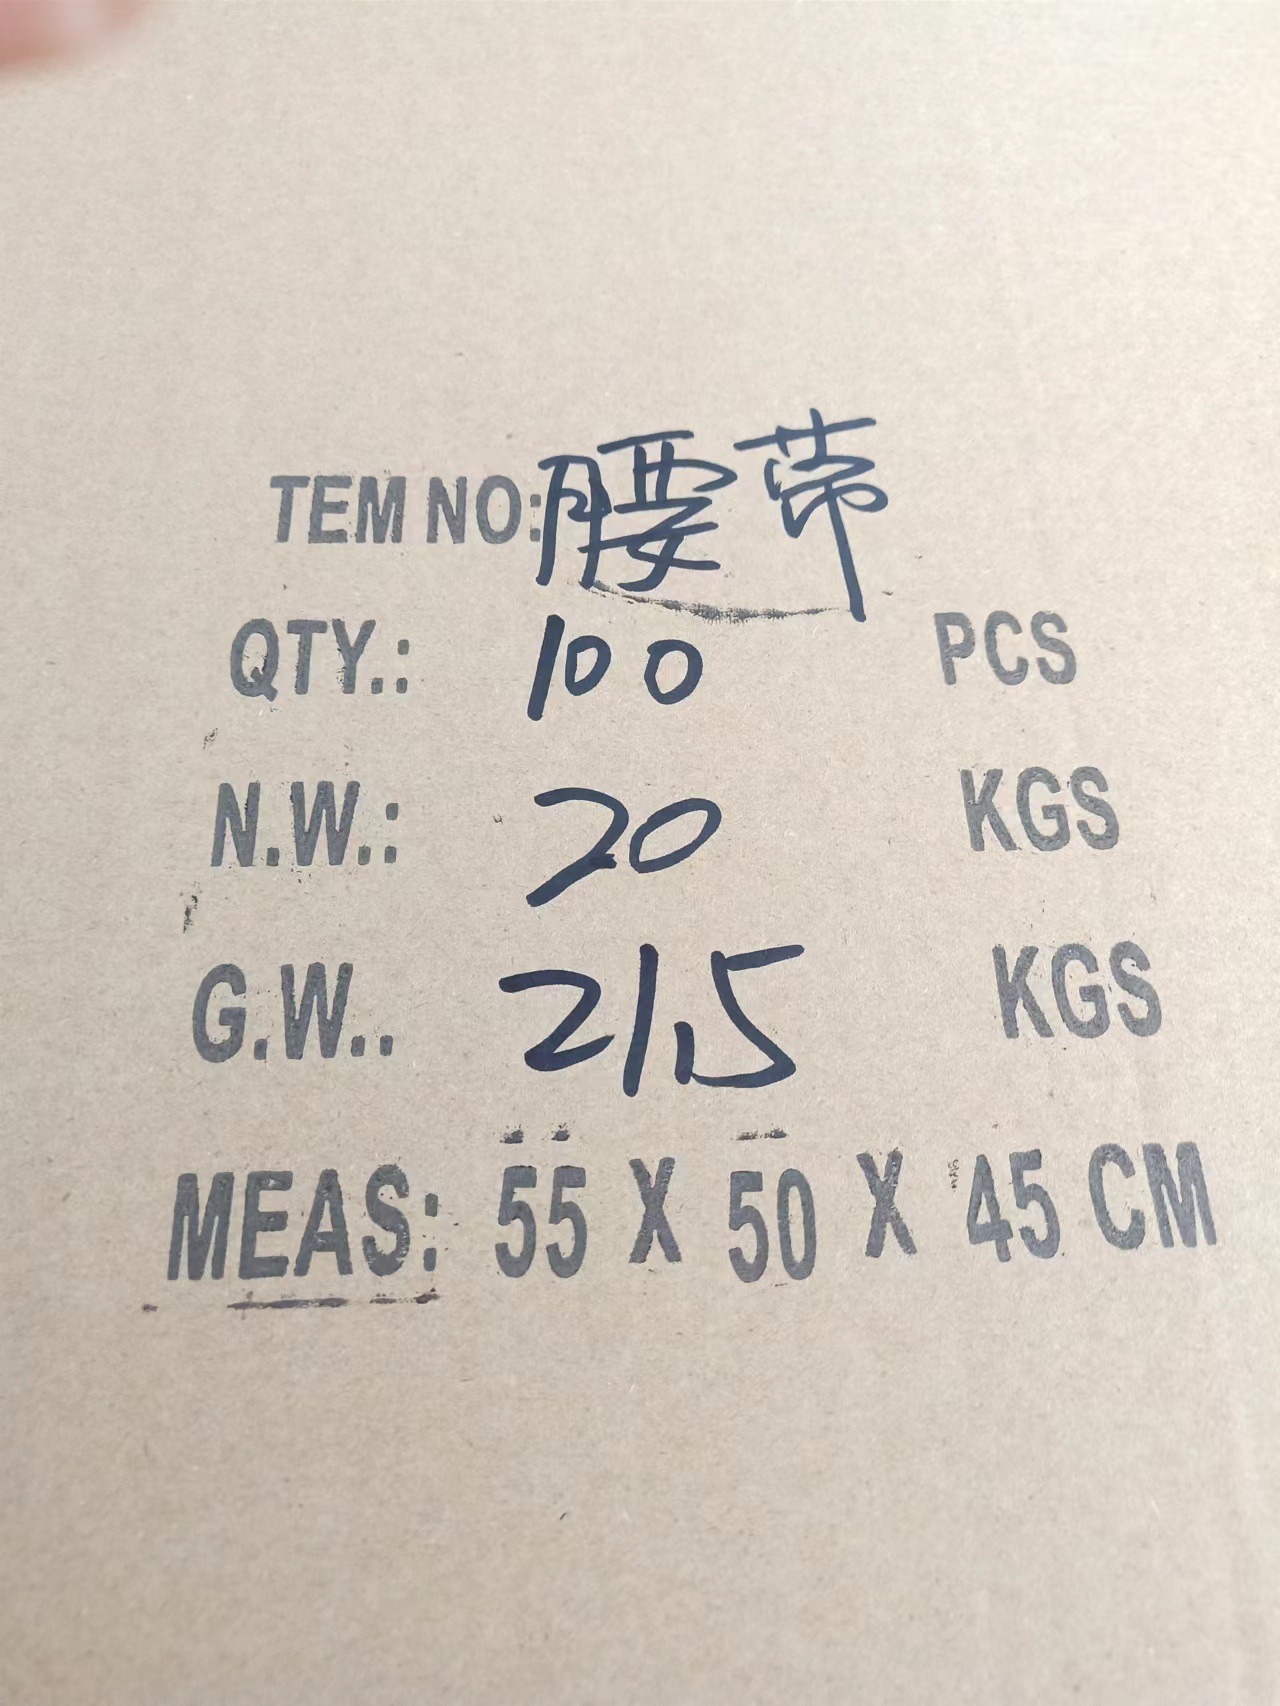 TEM NO: 腰带
QTY.: 100 PCS
N.W.: 20 KGS
G.W.. 21.5 KGS
MEAS: 55 X 50 X 45 CM